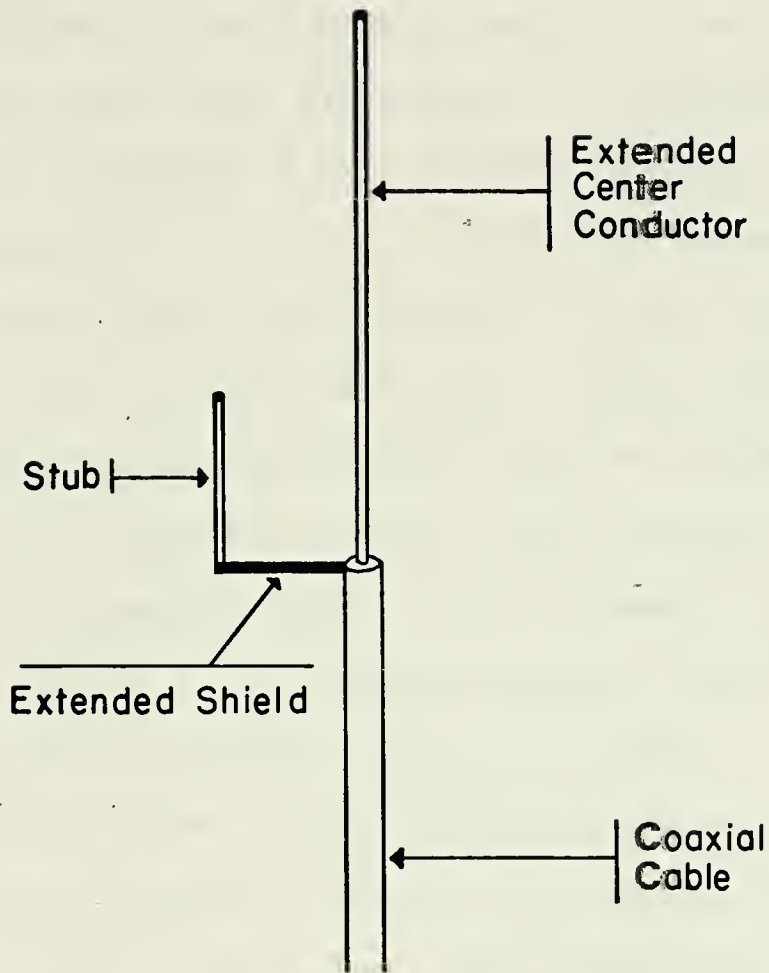 Extended
Center
Conductor
Stub
Extended Shield
Coaxial
Cable